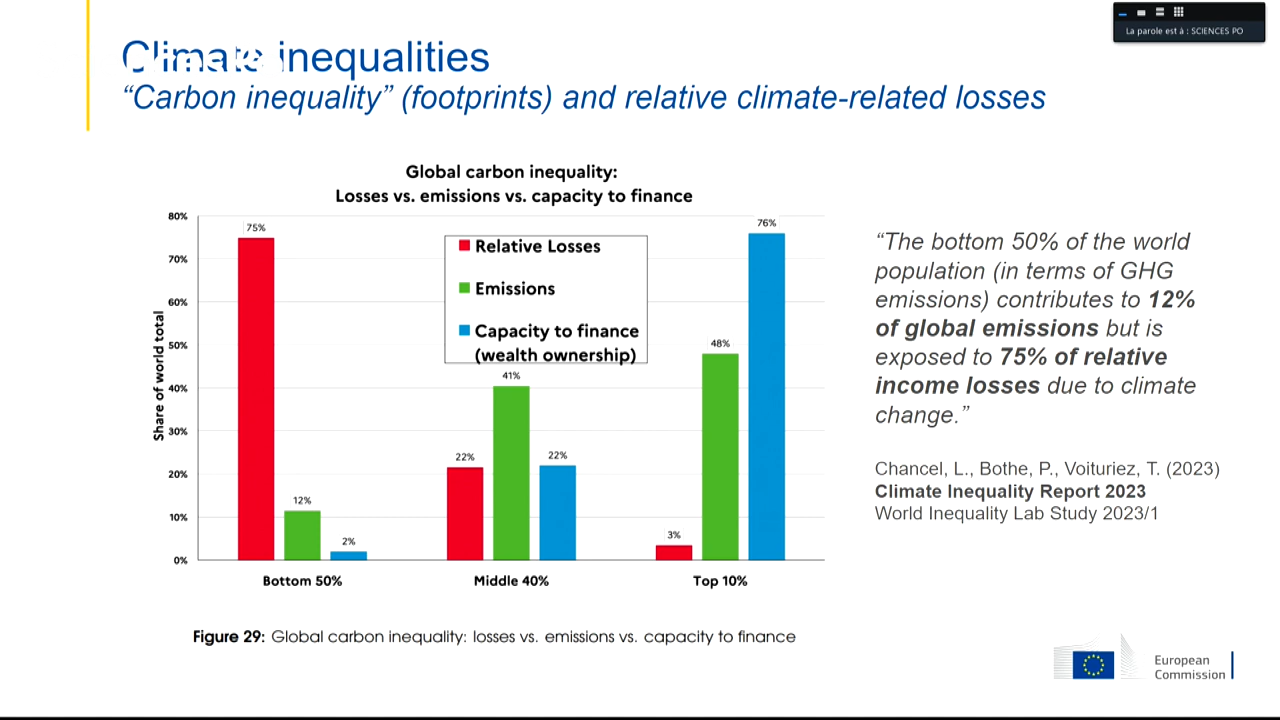 La parole est à : SCIENCES PO
Climate inequalities
“Carbon inequality” (footprints) and relative climate-related losses
Global carbon inequality:
Losses vs. emissions vs. capacity to finance
80%
70%
60%
50%
40%
30%
20%
10%
0%
Share of world total
Relative Losses
Emissions
Capacity to finance
(wealth ownership)
75%
12%
2%
22%
41%
22%
3%
48%
76%
Bottom 50%
Middle 40%
Top 10%
Figure 29: Global carbon inequality: losses vs. emissions vs. capacity to finance
“The bottom 50% of the world
population (in terms of GHG
emissions) contributes to 12%
of global emissions but is
exposed to 75% of relative
income losses due to climate
change.”
Chancel, L., Bothe, P., Voituriez, T. (2023)
Climate Inequality Report 2023
World Inequality Lab Study 2023/1
European
Commission